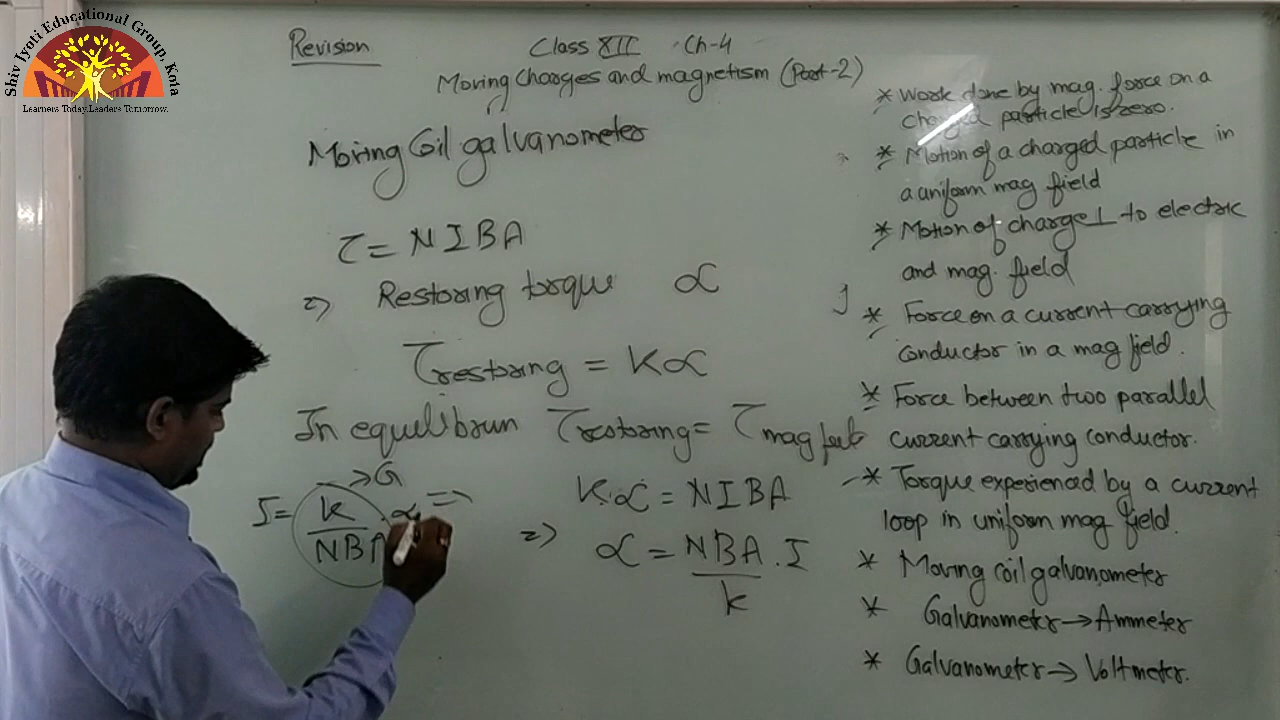 Shiv Jyoti Educational Group, Kota
Learners Today. Leaders Tomorrow.
Revision
Class XII Ch-4
Moving Charges and magnetism (Part-2)
Moving Coil galvanometer
τ = NIBA
=> Restoring torque α
τrestoring = Kα
In equilibrium τrestoring = τmag
→ G
I = k/NBA . α =>
K.α = NIBA
=> α = NBA/k . I
* Work done by mag. force on a
charged particle is zero.
* Motion of a charged particle in
a uniform mag field
* Motion of charge ⊥ to electric
and mag. field
* Force on a current carrying
conductor in a mag field.
* Force between two parallel
current carrying conductor.
* Torque experienced by a current
loop in uniform mag field.
* Moving coil galvanometer
* Galvanometer → Ammeter
* Galvanometer → Voltmeter.